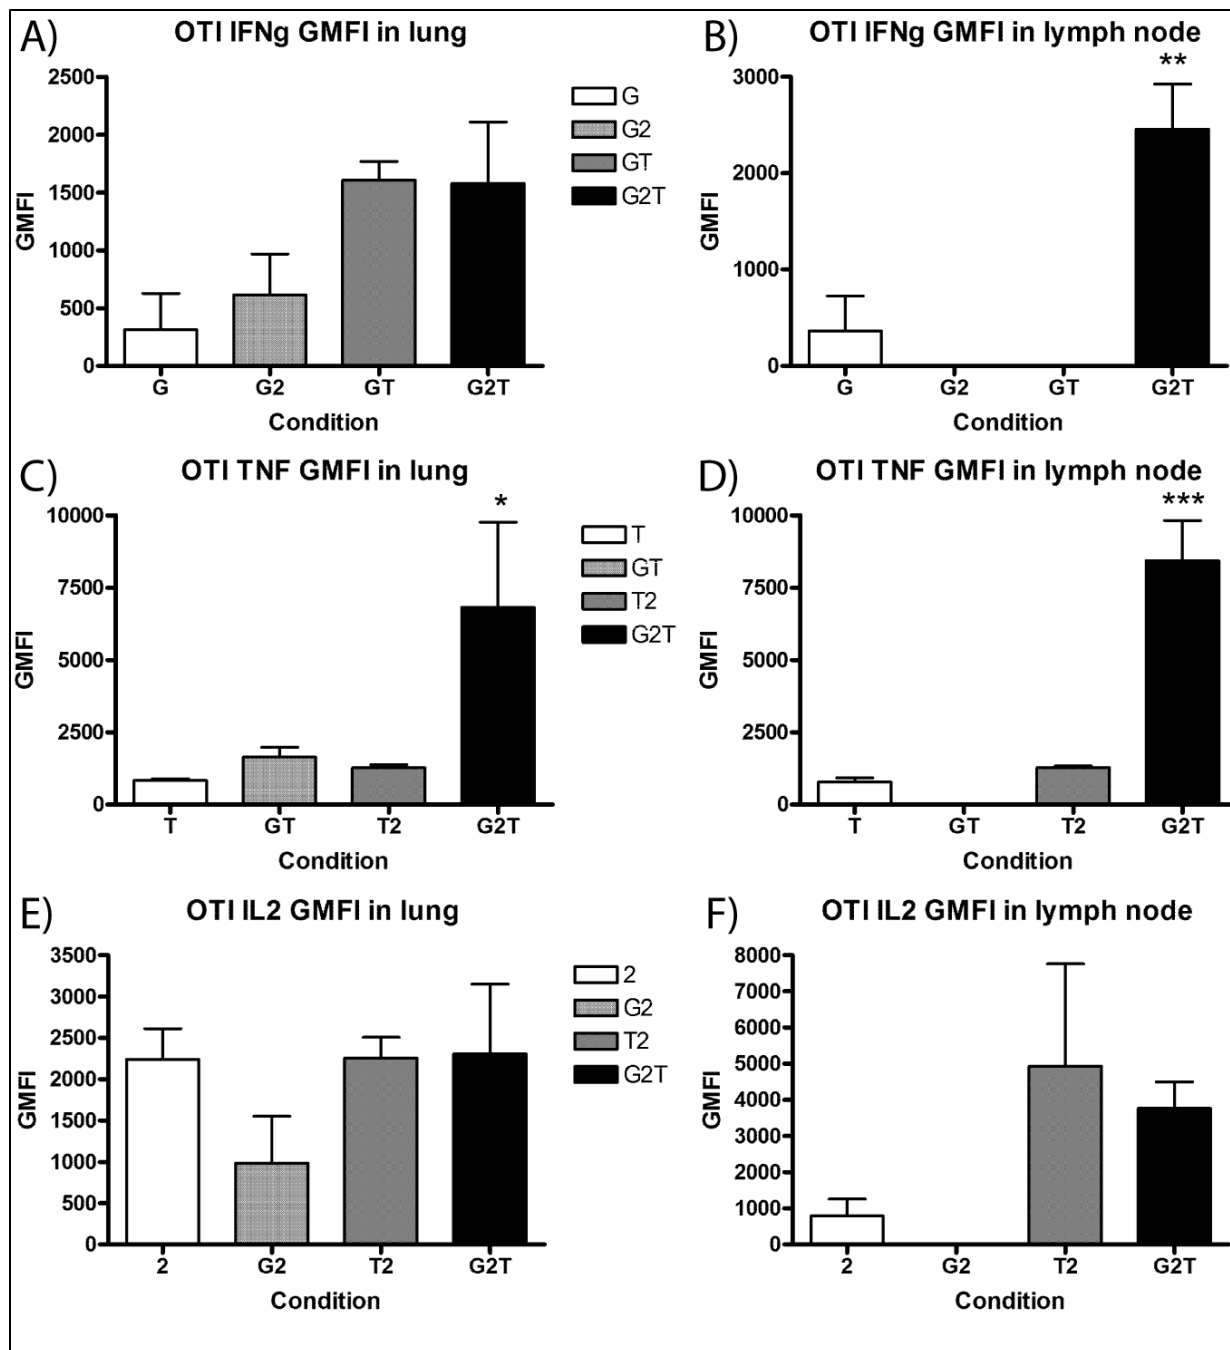 A)
OTI IFNg GMFI in lung
2500
2000
1500
1000
500
0
GMFI
G
G2
GT
G2T
Condition
G
G2
GT
G2T
B)
OTI IFNg GMFI in lymph node
**
3000
2000
1000
0
GMFI
G
G2
GT
G2T
Condition
C)
OTI TNF GMFI in lung
*
10000
7500
5000
2500
0
GMFI
T
GT
T2
G2T
Condition
T
GT
T2
G2T
D)
OTI TNF GMFI in lymph node
***
10000
7500
5000
2500
0
GMFI
T
GT
T2
G2T
Condition
E)
OTI IL2 GMFI in lung
3500
3000
2500
2000
1500
1000
500
0
GMFI
2
G2
T2
G2T
Condition
2
G2
T2
G2T
F)
OTI IL2 GMFI in lymph node
8000
7000
6000
5000
4000
3000
2000
1000
0
GMFI
2
G2
T2
G2T
Condition